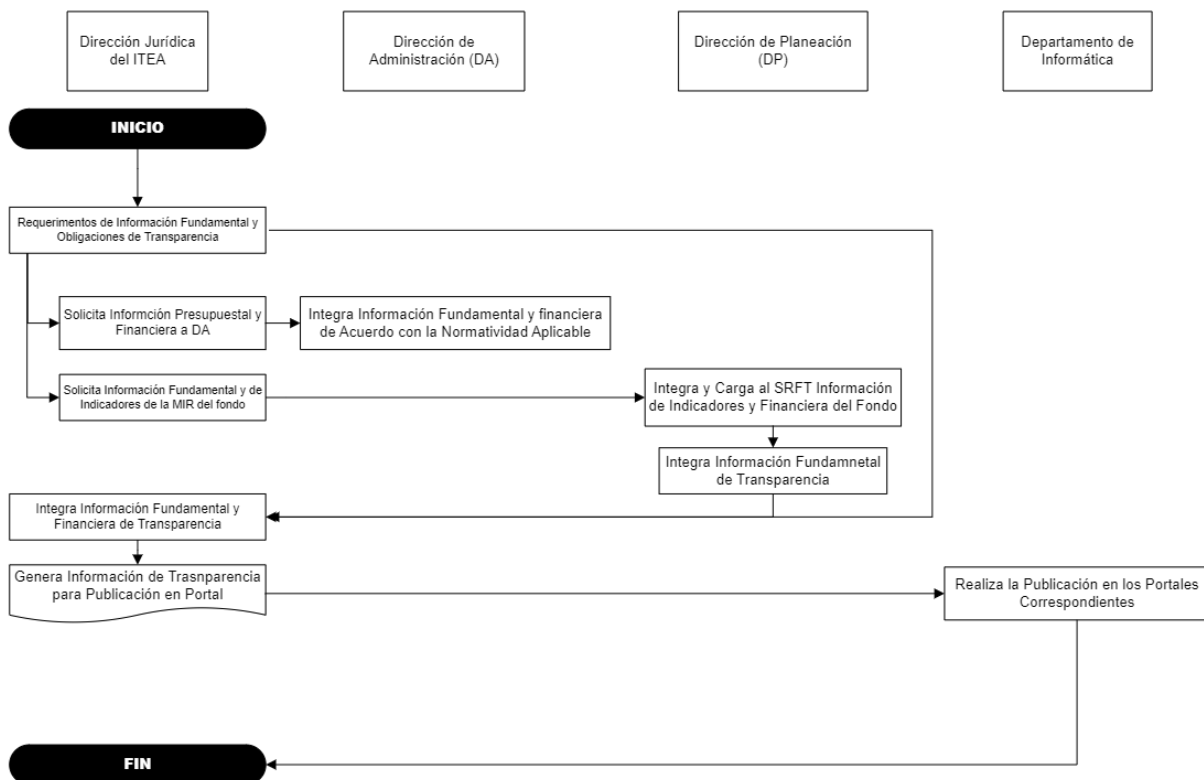 Dirección Jurídica
del ITEA
Dirección de
Administración (DA)
Dirección de Planeación
(DP)
Departamento de
Informática
INICIO
Requerimentos de Información Fundamental y
Obligaciones de Transparencia
Solicita Informción Presupuestal y
Financiera a DA
Integra Información Fundamental y financiera
de Acuerdo con la Normatividad Aplicable
Solicita Información Fundamental y de
Indicadores de la MIR del fondo
Integra y Carga al SRFT Información
de Indicadores y Financiera del Fondo
Integra Información Fundamnetal
de Transparencia
Integra Información Fundamental y
Financiera de Transparencia
Genera Información de Trasnparencia
para Publicación en Portal
Realiza la Publicación en los Portales
Correspondientes
FIN